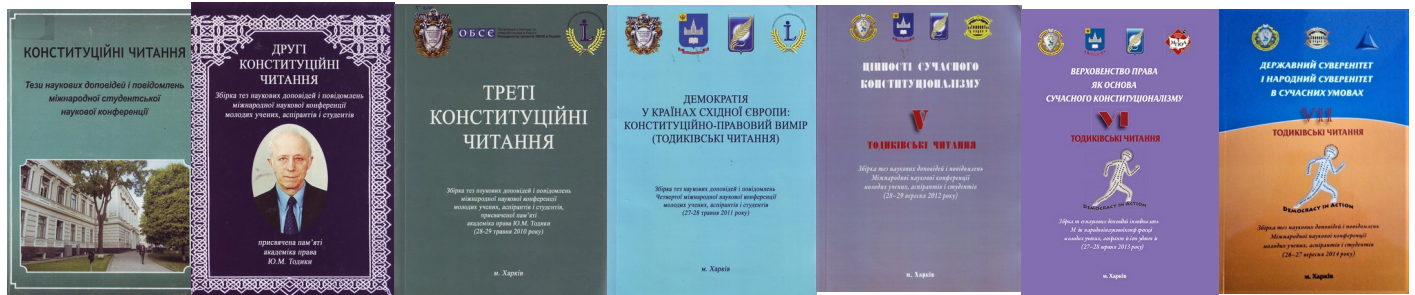 КОНСТИТУЦІЙНІ ЧИТАННЯ
Тези наукових доповідей і повідомлень
міжнародної студентської
наукової конференції
ДРУГІ
КОНСТИТУЦІЙНІ
ЧИТАННЯ
Збірка тез наукових доповідей і повідомлень
міжнародної наукової конференції
молодих учених, аспірантів і студентів
присвячена пам'яті
академіка права
Ю.М. Тодики
ОБСЄ
ТРЕТІ
КОНСТИТУЦІЙНІ
ЧИТАННЯ
Збірка тез наукових доповідей і повідомлень
міжнародної наукової конференції
молодих учених, аспірантів і студентів,
присвяченої пам'яті
академіка права Ю.М. Тодики
(28-29 травня 2010 року)
м. Харків
ДЕМОКРАТІЯ
У КРАЇНАХ СХІДНОЇ ЄВРОПИ:
КОНСТИТУЦІЙНО-ПРАВОВИЙ ВИМІР
(ТОДИКІВСЬКІ ЧИТАННЯ)
Збірка тез наукових доповідей і повідомлень
Четвертої міжнародної наукової конференції
молодих учених, аспірантів і студентів
(27-28 травня 2011 року)
м. Харків
ЦІННОСТІ СУЧАСНОГО
КОНСТИТУЦІОНАЛІЗМУ
V
ТОДИКІВСЬКІ ЧИТАННЯ
Збірка тез наукових доповідей і повідомлень
Міжнародної наукової конференції
молодих учених, аспірантів і студентів
(28-29 вересня 2012 року)
м. Харків
ВЕРХОВЕНСТВО ПРАВА
ЯК ОСНОВА
СУЧАСНОГО КОНСТИТУЦІОНАЛІЗМУ
VI
ТОДИКІВСЬКІ ЧИТАННЯ
DEMOCRACY IN ACTION
м. Харків
ДЕРЖАВНИЙ СУВЕРЕНІТЕТ
І НАРОДНИЙ СУВЕРЕНІТЕТ
В СУЧАСНИХ УМОВАХ
VII
ТОДИКІВСЬКІ ЧИТАННЯ
DEMOCRACY IN ACTION
Збірка тез наукових доповідей і повідомлень
Міжнародної наукової конференції
молодих учених, аспірантів і студентів
(26-27 вересня 2014 року)
м. Харків